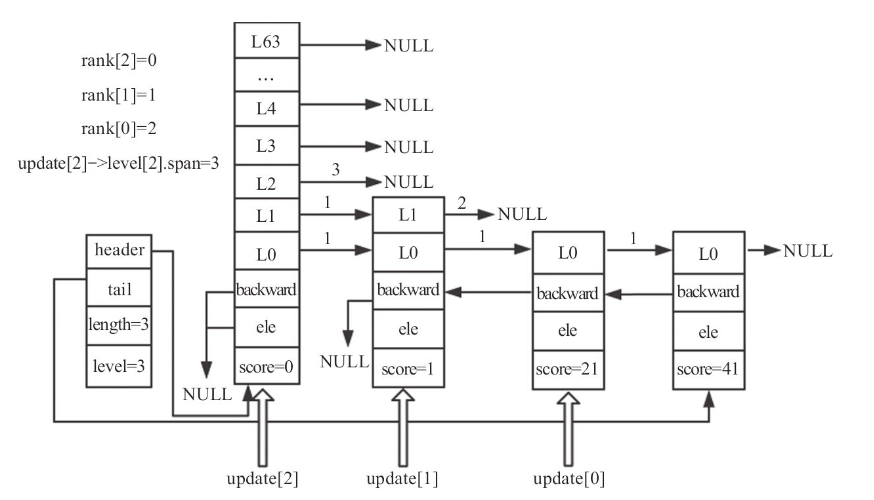 rank[2]=0
rank[1]=1
rank[0]=2
update[2]−>level[2].span=3
header
tail
length=3
level=3
L63
NULL
...
L4
NULL
L3
NULL
L2
3
NULL
L1
1
L0
1
backward
ele
score=0
NULL
L1
2
NULL
L0
1
backward
ele
score=1
NULL
L0
1
backward
ele
score=21
L0
NULL
backward
ele
score=41
update[2]
update[1]
update[0]